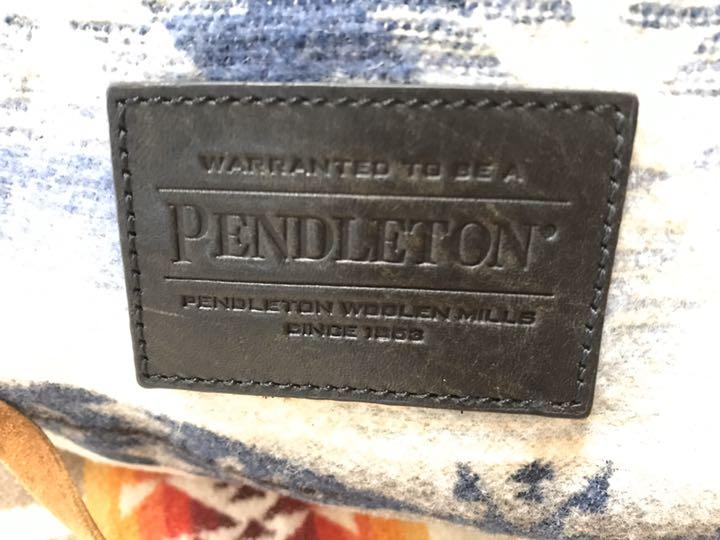 WARRANTED TO BE A
PENDLETON®
PENDLETON WOOLEN MILLS
SINCE 1863